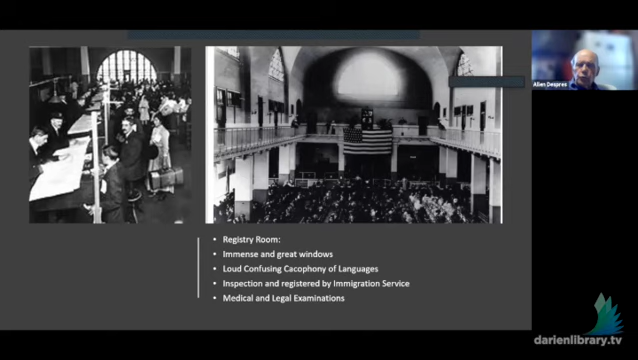 Allen Despres
Registry Room:
Immense and great windows
Loud Confusing Cacophony of Languages
Inspection and registered by Immigration Service
Medical and Legal Examinations
darienlibrary.tv